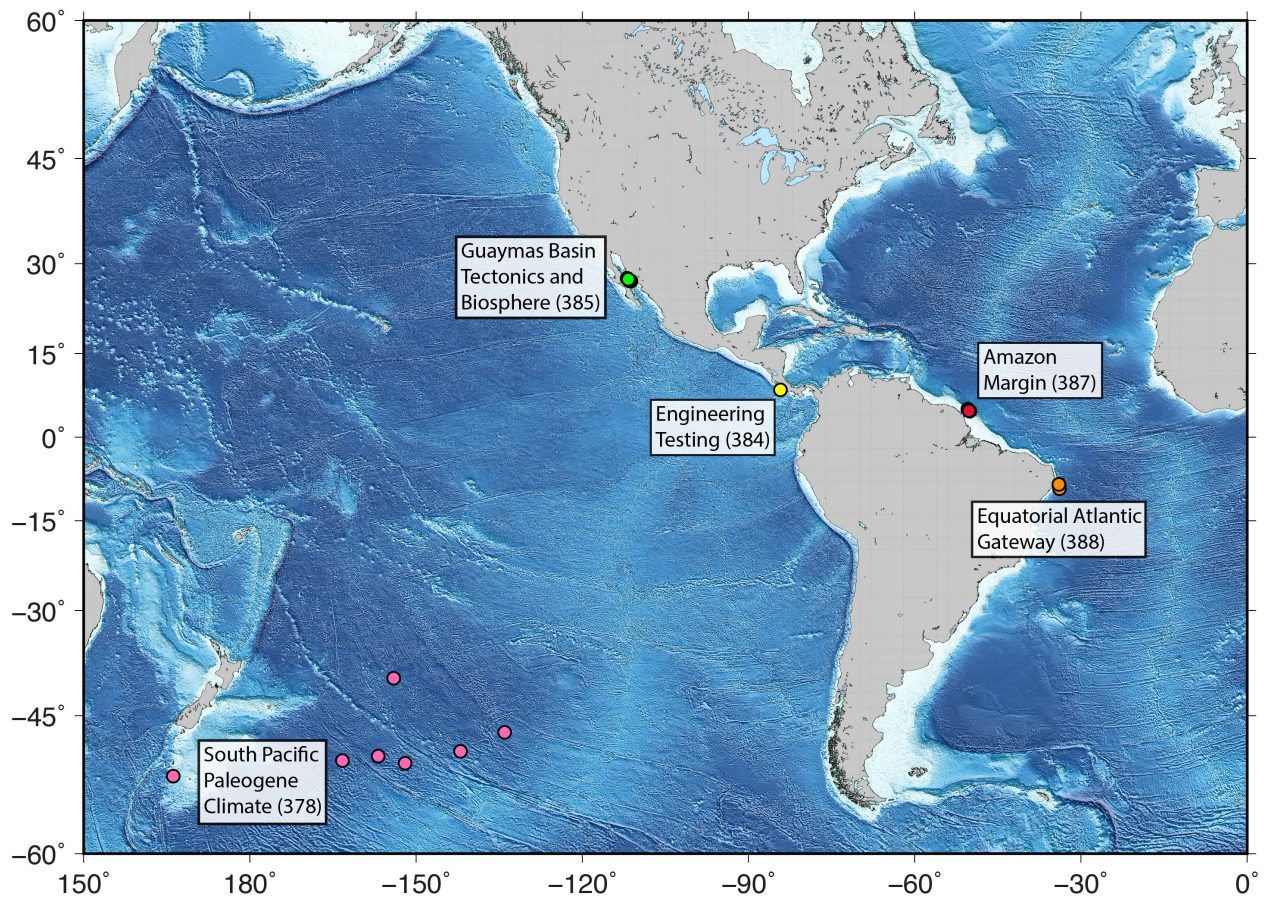 60°
45°
30°
15°
0°
−15°
−30°
−45°
−60°
Guaymas Basin
Tectonics and
Biosphere (385)
Amazon
Margin (387)
Engineering
Testing (384)
Equatorial Atlantic
Gateway (388)
South Pacific
Paleogene
Climate (378)
150°
180°
−150°
−120°
−90°
−60°
−30°
0°